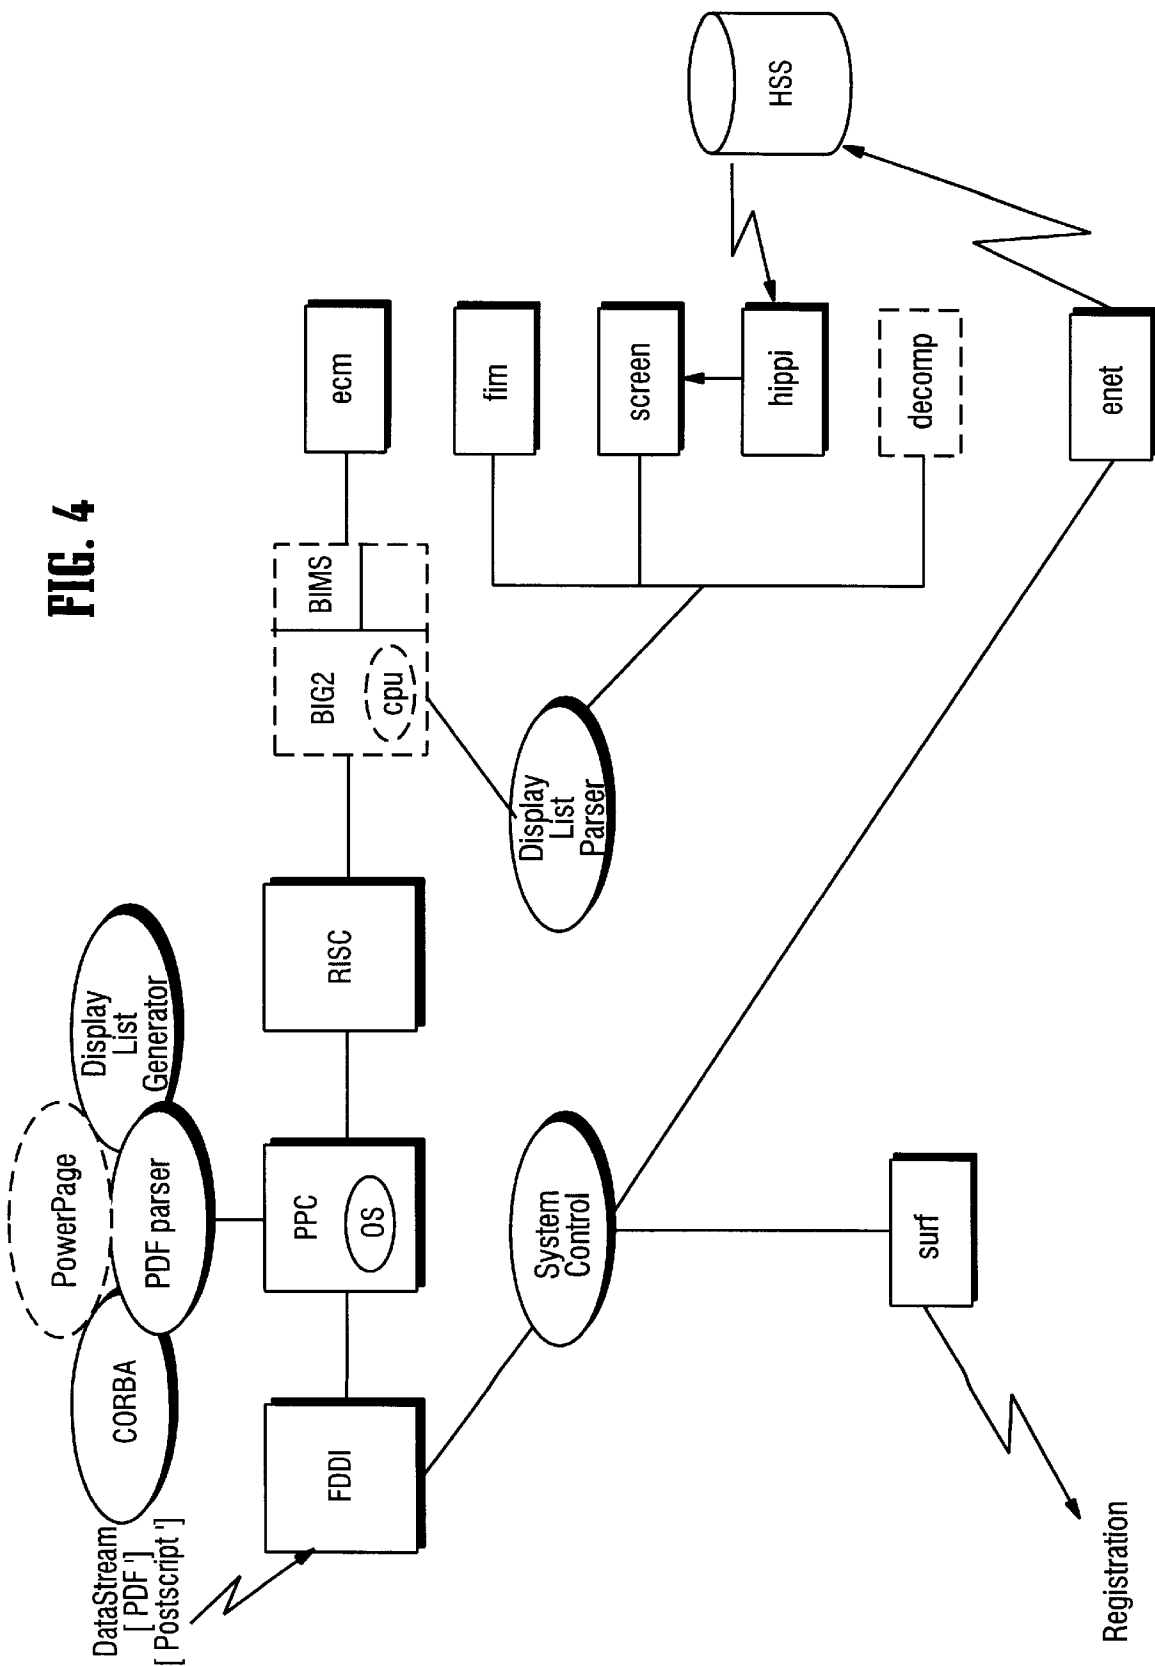 FIG. 4
DataStream
[ PDF ']
[ Postscript ']
CORBA
PowerPage
PDF parser
Display
List
Generator
FDDI
PPC
OS
RISC
BIG2
cpu
BIMS
ecm
System
Control
Display
List
Parser
fim
screen
hippi
decomp
HSS
surf
enet
Registration